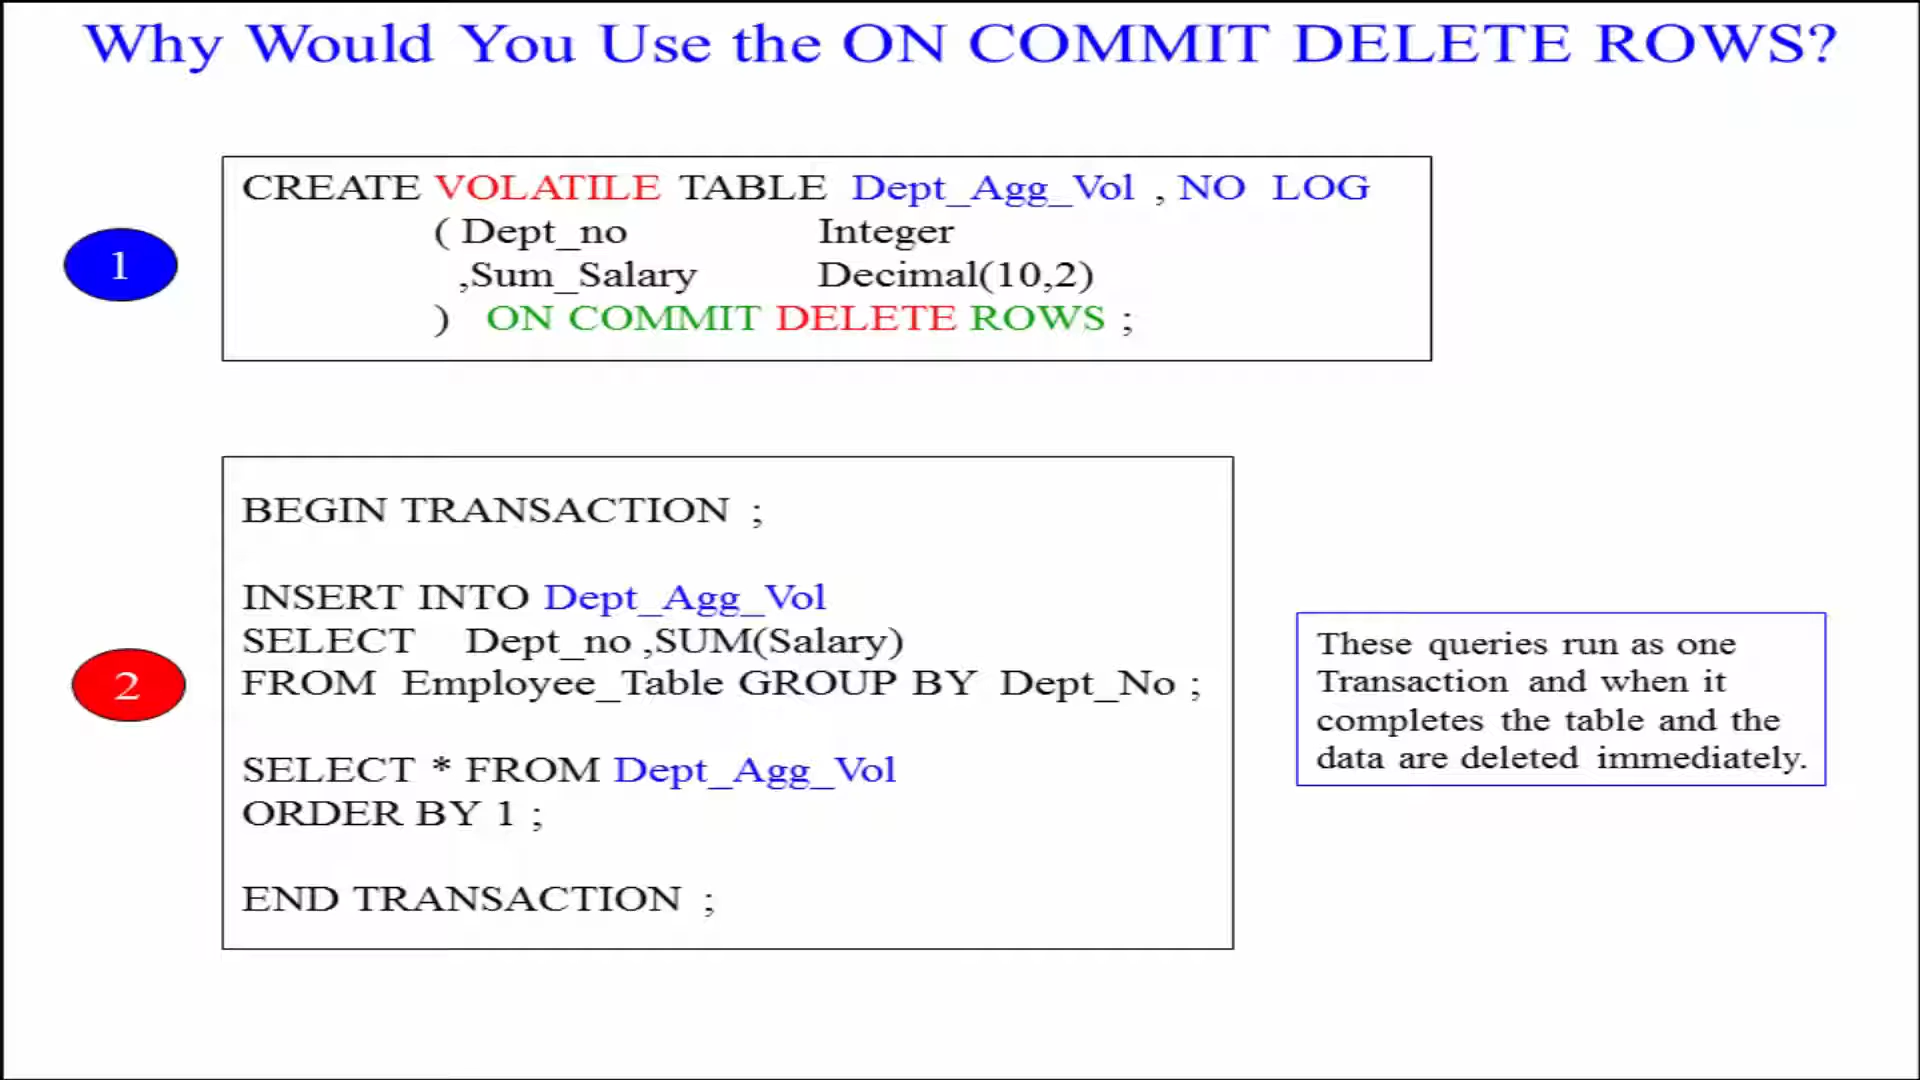 Why Would You Use the ON COMMIT DELETE ROWS?
1
CREATE VOLATILE TABLE Dept_Agg_Vol , NO LOG
( Dept_no Integer
,Sum_Salary Decimal(10,2)
) ON COMMIT DELETE ROWS ;
2
BEGIN TRANSACTION ;
INSERT INTO Dept_Agg_Vol
SELECT Dept_no ,SUM(Salary)
FROM Employee_Table GROUP BY Dept_No ;
SELECT * FROM Dept_Agg_Vol
ORDER BY 1 ;
END TRANSACTION ;
These queries run as one
Transaction and when it
completes the table and the
data are deleted immediately.